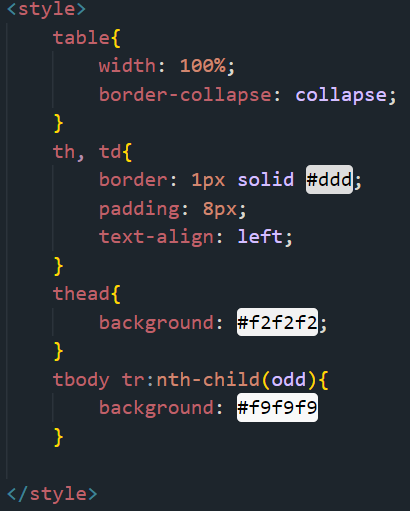 <style>
    table{
        width: 100%;
        border-collapse: collapse;
    }
    th, td{
        border: 1px solid #ddd;
        padding: 8px;
        text-align: left;
    }
    thead{
        background: #f2f2f2;
    }
    tbody tr:nth-child(odd){
        background: #f9f9f9
    }
</style>